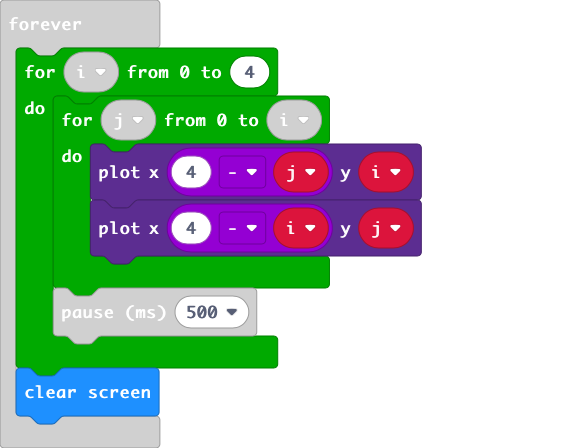 forever
for i from 0 to 4
do
for j from 0 to i
do
plot x 4 - j y i
plot x 4 - i y j
pause (ms) 500
clear screen